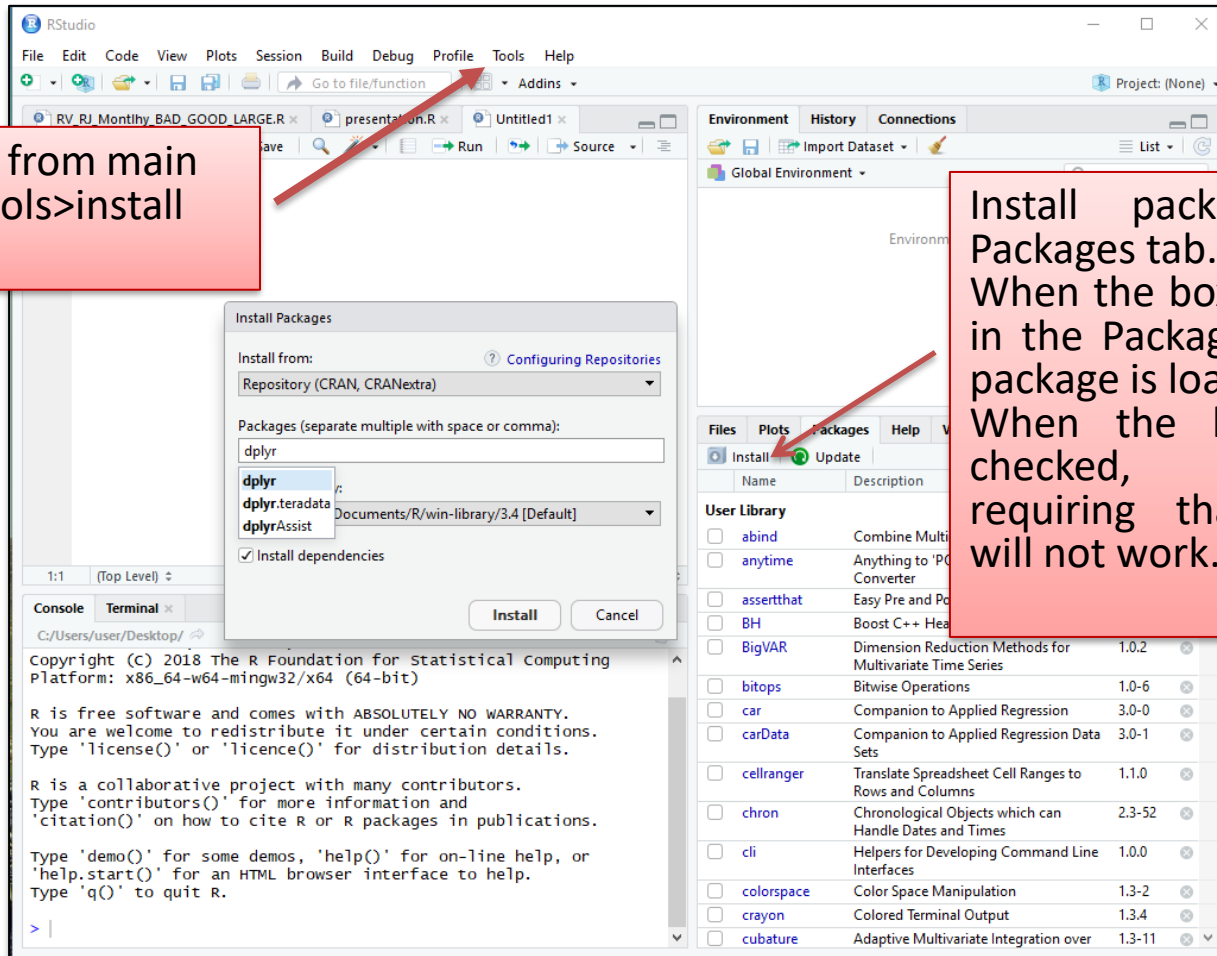 RStudio
File Edit Code View Plots Session Build Debug Profile Tools Help
Go to file/function Addins Project: (None)
RV_RJ_Montlhy_BAD_GOOD_LARGE.R presentation.R Untitled1
Run Source
from main
install
Install Packages
Install from: Configuring Repositories
Repository (CRAN, CRANextra)
Packages (separate multiple with space or comma):
dplyr
dplyr
dplyr.teradata
dplyrAssist
Documents/R/win-library/3.4 [Default]
Install dependencies
Install Cancel
1:1 (Top Level)
Console Terminal
C:/Users/user/Desktop/
Copyright (C) 2018 The R Foundation for Statistical Computing
Platform: x86_64-w64-mingw32/x64 (64-bit)
R is free software and comes with ABSOLUTELY NO WARRANTY.
You are welcome to redistribute it under certain conditions.
Type 'license()' or 'licence()' for distribution details.
R is a collaborative project with many contributors.
Type 'contributors()' for more information and
'citation()' on how to cite R or R packages in publications.
Type 'demo()' for some demos, 'help()' for on-line help, or
'help.start()' for an HTML browser interface to help.
Type 'q()' to quit R.
>
Environment History Connections
Import Dataset List
Global Environment
Install
Packages tab.
When the
in the
package is
When the
checked,
requiring
will not work.
Files Plots Packages Help
Install Update
Name Description
User Library
abind Combine
anytime Anything to
Converter
assertthat Easy Pre and
BH Boost C++
BigVAR Dimension Reduction Methods for 1.0.2
Multivariate Time Series
bitops Bitwise Operations 1.0-6
car Companion to Applied Regression 3.0-0
carData Companion to Applied Regression Data 3.0-1
Sets
cellranger Translate Spreadsheet Cell Ranges to 1.1.0
Rows and Columns
chron Chronological Objects which can 2.3-52
Handle Dates and Times
cli Helpers for Developing Command Line 1.0.0
Interfaces
colorspace Color Space Manipulation 1.3-2
crayon Colored Terminal Output 1.3.4
cubature Adaptive Multivariate Integration over 1.3-11